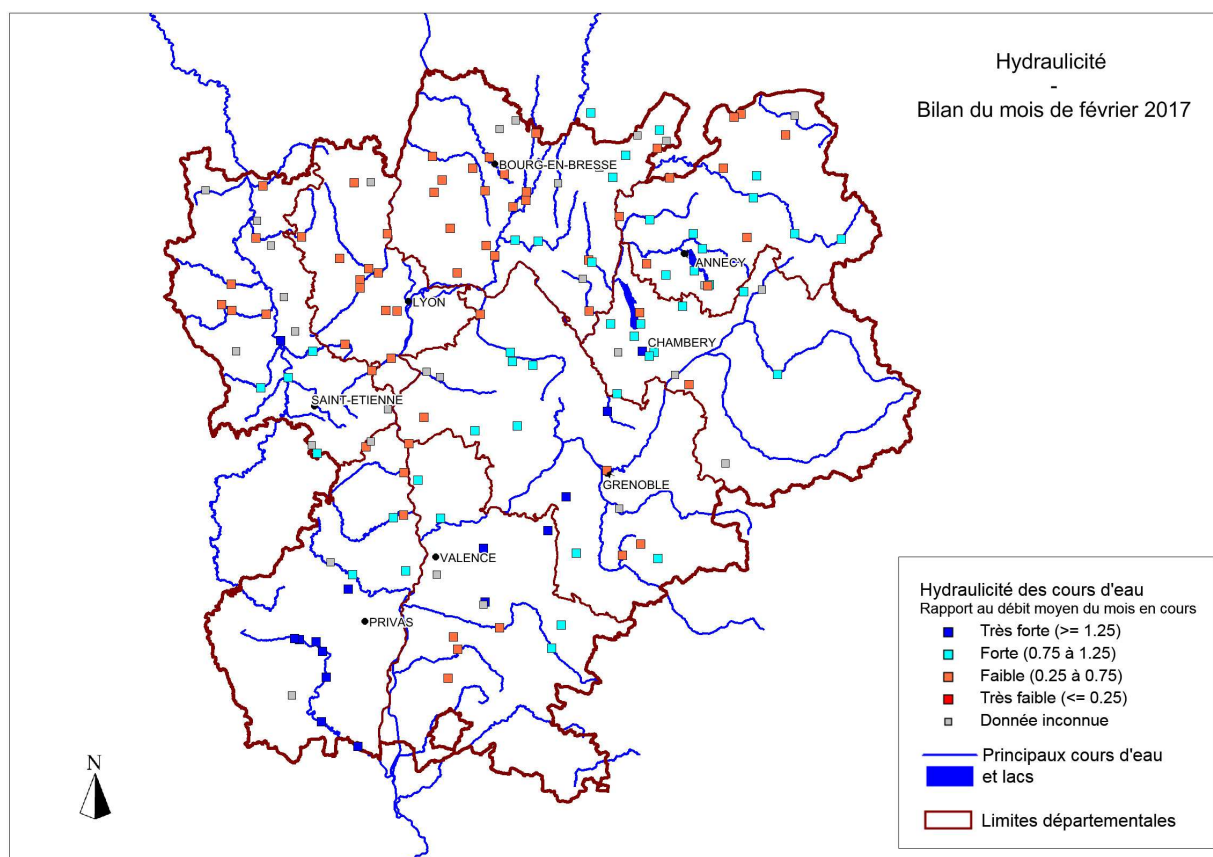 Hydraulicité
-
Bilan du mois de février 2017
BOURG-EN-BRESSE
ANNECY
LYON
CHAMBERY
SAINT-ETIENNE
GRENOBLE
VALENCE
PRIVAS
N
Hydraulicité des cours d'eau
Rapport au débit moyen du mois en cours
Très forte (>= 1.25)
Forte (0.75 à 1.25)
Faible (0.25 à 0.75)
Très faible (<= 0.25)
Donnée inconnue
Principaux cours d'eau
et lacs
Limites départementales